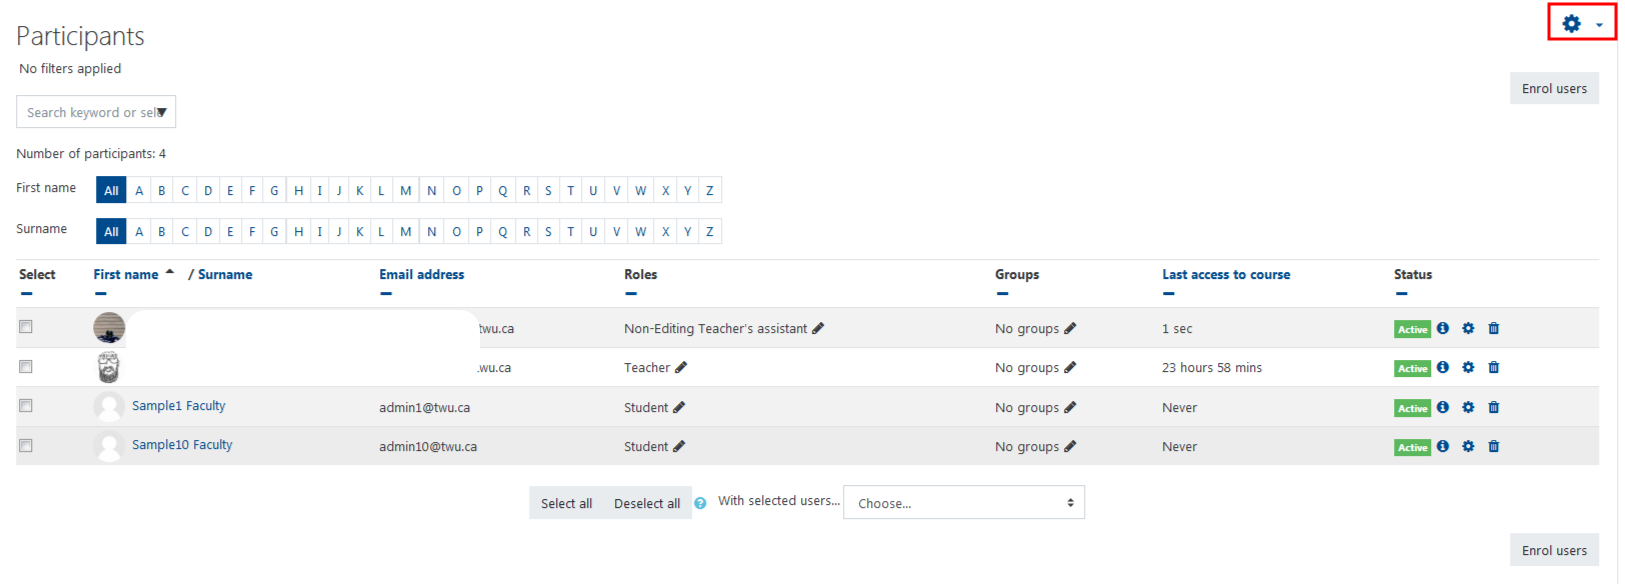 Participants
No filters applied
Enrol users
Search keyword or sele
Number of participants: 4
First name All A B C D E F G H I J K L M N O P Q R S T U V W X Y Z
Surname All A B C D E F G H I J K L M N O P Q R S T U V W X Y Z
Select First name / Surname Email address Roles Groups Last access to course Status
twu.ca Non-Editing Teacher's assistant No groups 1 sec Active
.wu.ca Teacher No groups 23 hours 58 mins Active
Sample1 Faculty admin1@twu.ca Student No groups Never Active
Sample10 Faculty admin10@twu.ca Student No groups Never Active
Select all Deselect all With selected users... Choose...
Enrol users